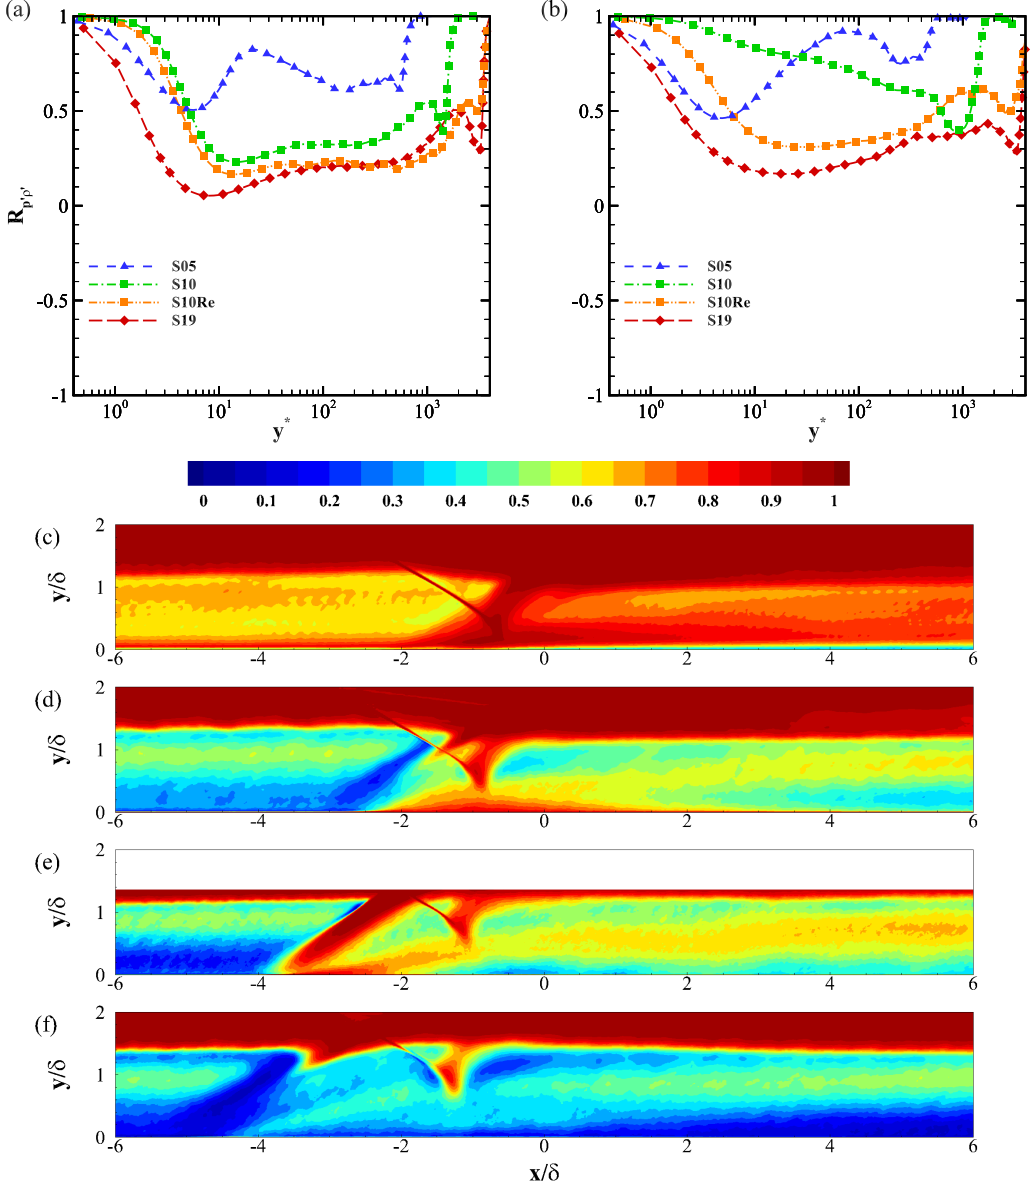 (a) (b)
1 1
0.5 0.5
R_{p'ρ'} 0 0
S05 S05
S10 S10
-0.5 S10Re -0.5 S10Re
S19 S19
-1 -1
10^0 10^1 10^2 10^3 10^0 10^1 10^2 10^3
y^* y^*
0 0.1 0.2 0.3 0.4 0.5 0.6 0.7 0.8 0.9 1
(c) y/δ 2 1 0
-6 -4 -2 0 2 4 6
(d) y/δ 2 1 0
-6 -4 -2 0 2 4 6
(e) y/δ 2 1 0
-6 -4 -2 0 2 4 6
(f) y/δ 2 1 0
-6 -4 -2 0 2 4 6
x/δ